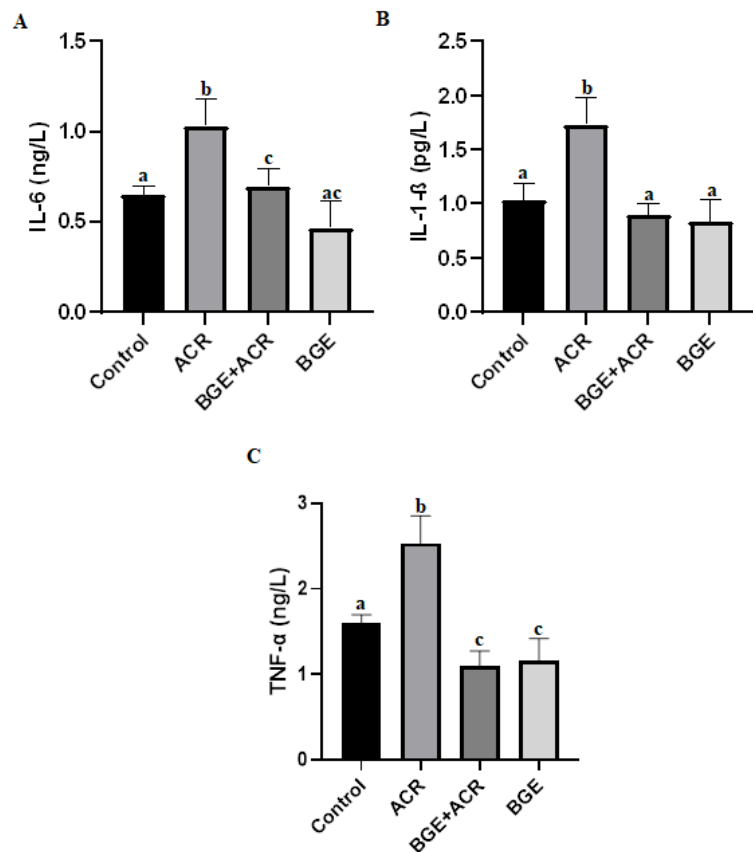 A
IL-6 (ng/L)
1.5
1.0
0.5
0.0
a
b
c
ac
Control
ACR
BGE+ACR
BGE
B
IL-1-ß (pg/L)
2.5
2.0
1.5
1.0
0.5
0.0
a
b
a
a
Control
ACR
BGE+ACR
BGE
C
TNF-α (ng/L)
3
2
1
0
a
b
c
c
Control
ACR
BGE+ACR
BGE